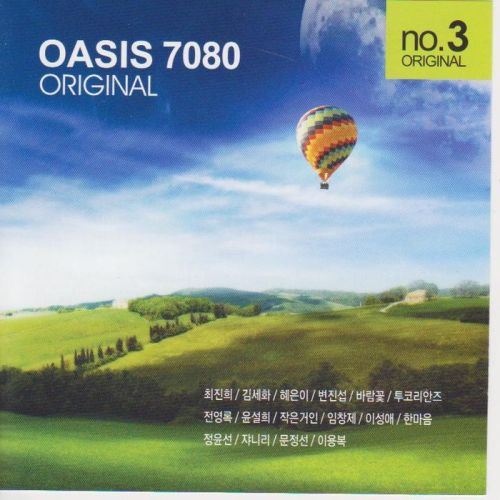 OASIS 7080
ORIGINAL
no.3
ORIGINAL
최진희 / 김세화 / 혜은이 / 번진섭 / 바람꽃 / 투코리안즈
전영록 / 윤설희 / 작은거인 / 임창제 / 이성애 / 한마음
정윤선 / 쟈니리 / 문정선 / 이용복